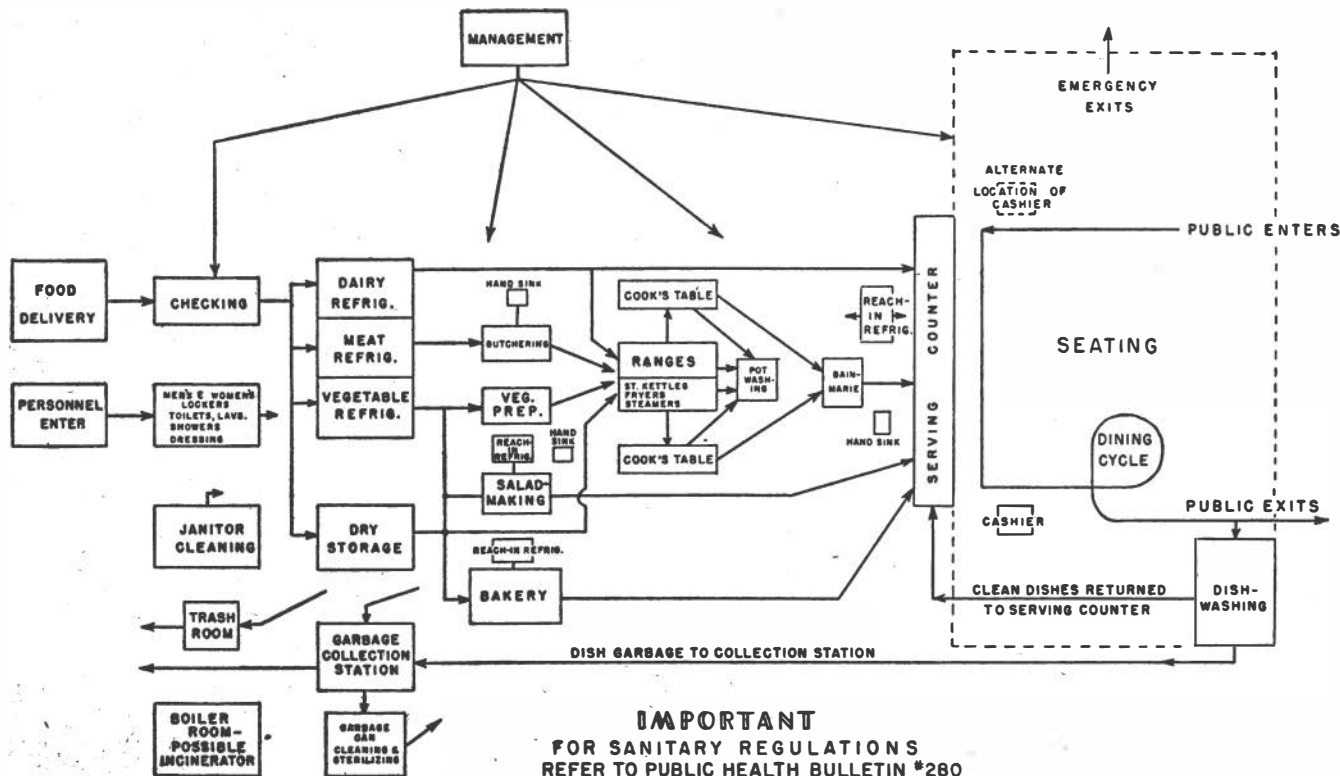 MANAGEMENT
EMERGENCY
EXITS
ALTERNATE
LOCATION OF
CASHIER
PUBLIC ENTERS
FOOD
DELIVERY
CHECKING
DAIRY
REFRIG.
MEAT
REFRIG.
VEGETABLE
REFRIG.
HAND SINK
BUTCHERING
VEG.
PREP.
REACH-
IN
REFRIG.
HAND
SINK
SALAD-
MAKING
COOK'S TABLE
RANGES
ST. KETTLES
FRYERS
STEAMERS
COOK'S TABLE
POT
WASH-
ING
BAIN-
MARIE
REACH-
IN
REFRIG.
HAND SINK
SERVING COUNTER
SEATING
DINING
CYCLE
PERSONNEL
ENTER
MEN'S & WOMEN'S
LOCKERS
TOILETS, LAVS.
SHOWERS
DRESSING
JANITOR
CLEANING
DRY
STORAGE
REACH-IN REFRIG.
BAKERY
CASHIER
PUBLIC EXITS
CLEAN DISHES RETURNED
TO SERVING COUNTER
DISH-
WASHING
TRASH
ROOM
GARBAGE
COLLECTION
STATION
DISH GARBAGE TO COLLECTION STATION
BOILER
ROOM-
POSSIBLE
INCINERATOR
GARBAGE
CAN
CLEANING &
STERILIZING
IMPORTANT
FOR SANITARY REGULATIONS
REFER TO PUBLIC HEALTH BULLETIN #280